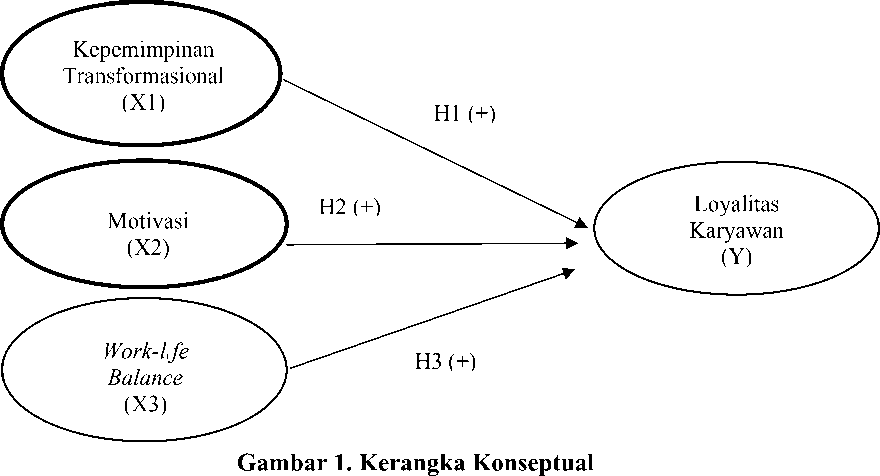 Kepemimpinan
Transformasional
(X1)
H1 (+)
Motivasi
(X2)
H2 (+)
Loyalitas
Karyawan
(Y)
Work-life
Balance
(X3)
H3 (+)
Gambar 1. Kerangka Konseptual